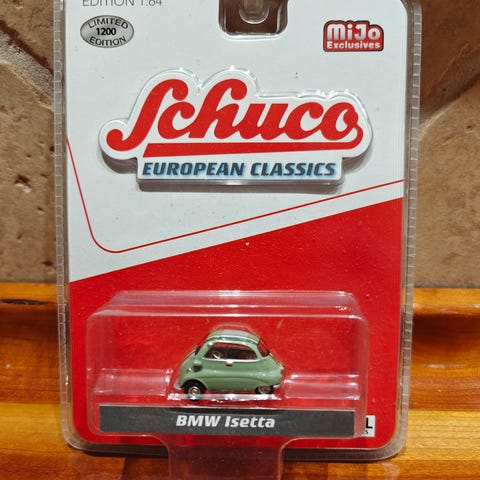 EDITION 1:64
LIMITED
1200
EDITION
MiJo
Exclusives
Schuco
EUROPEAN CLASSICS
BMW Isetta